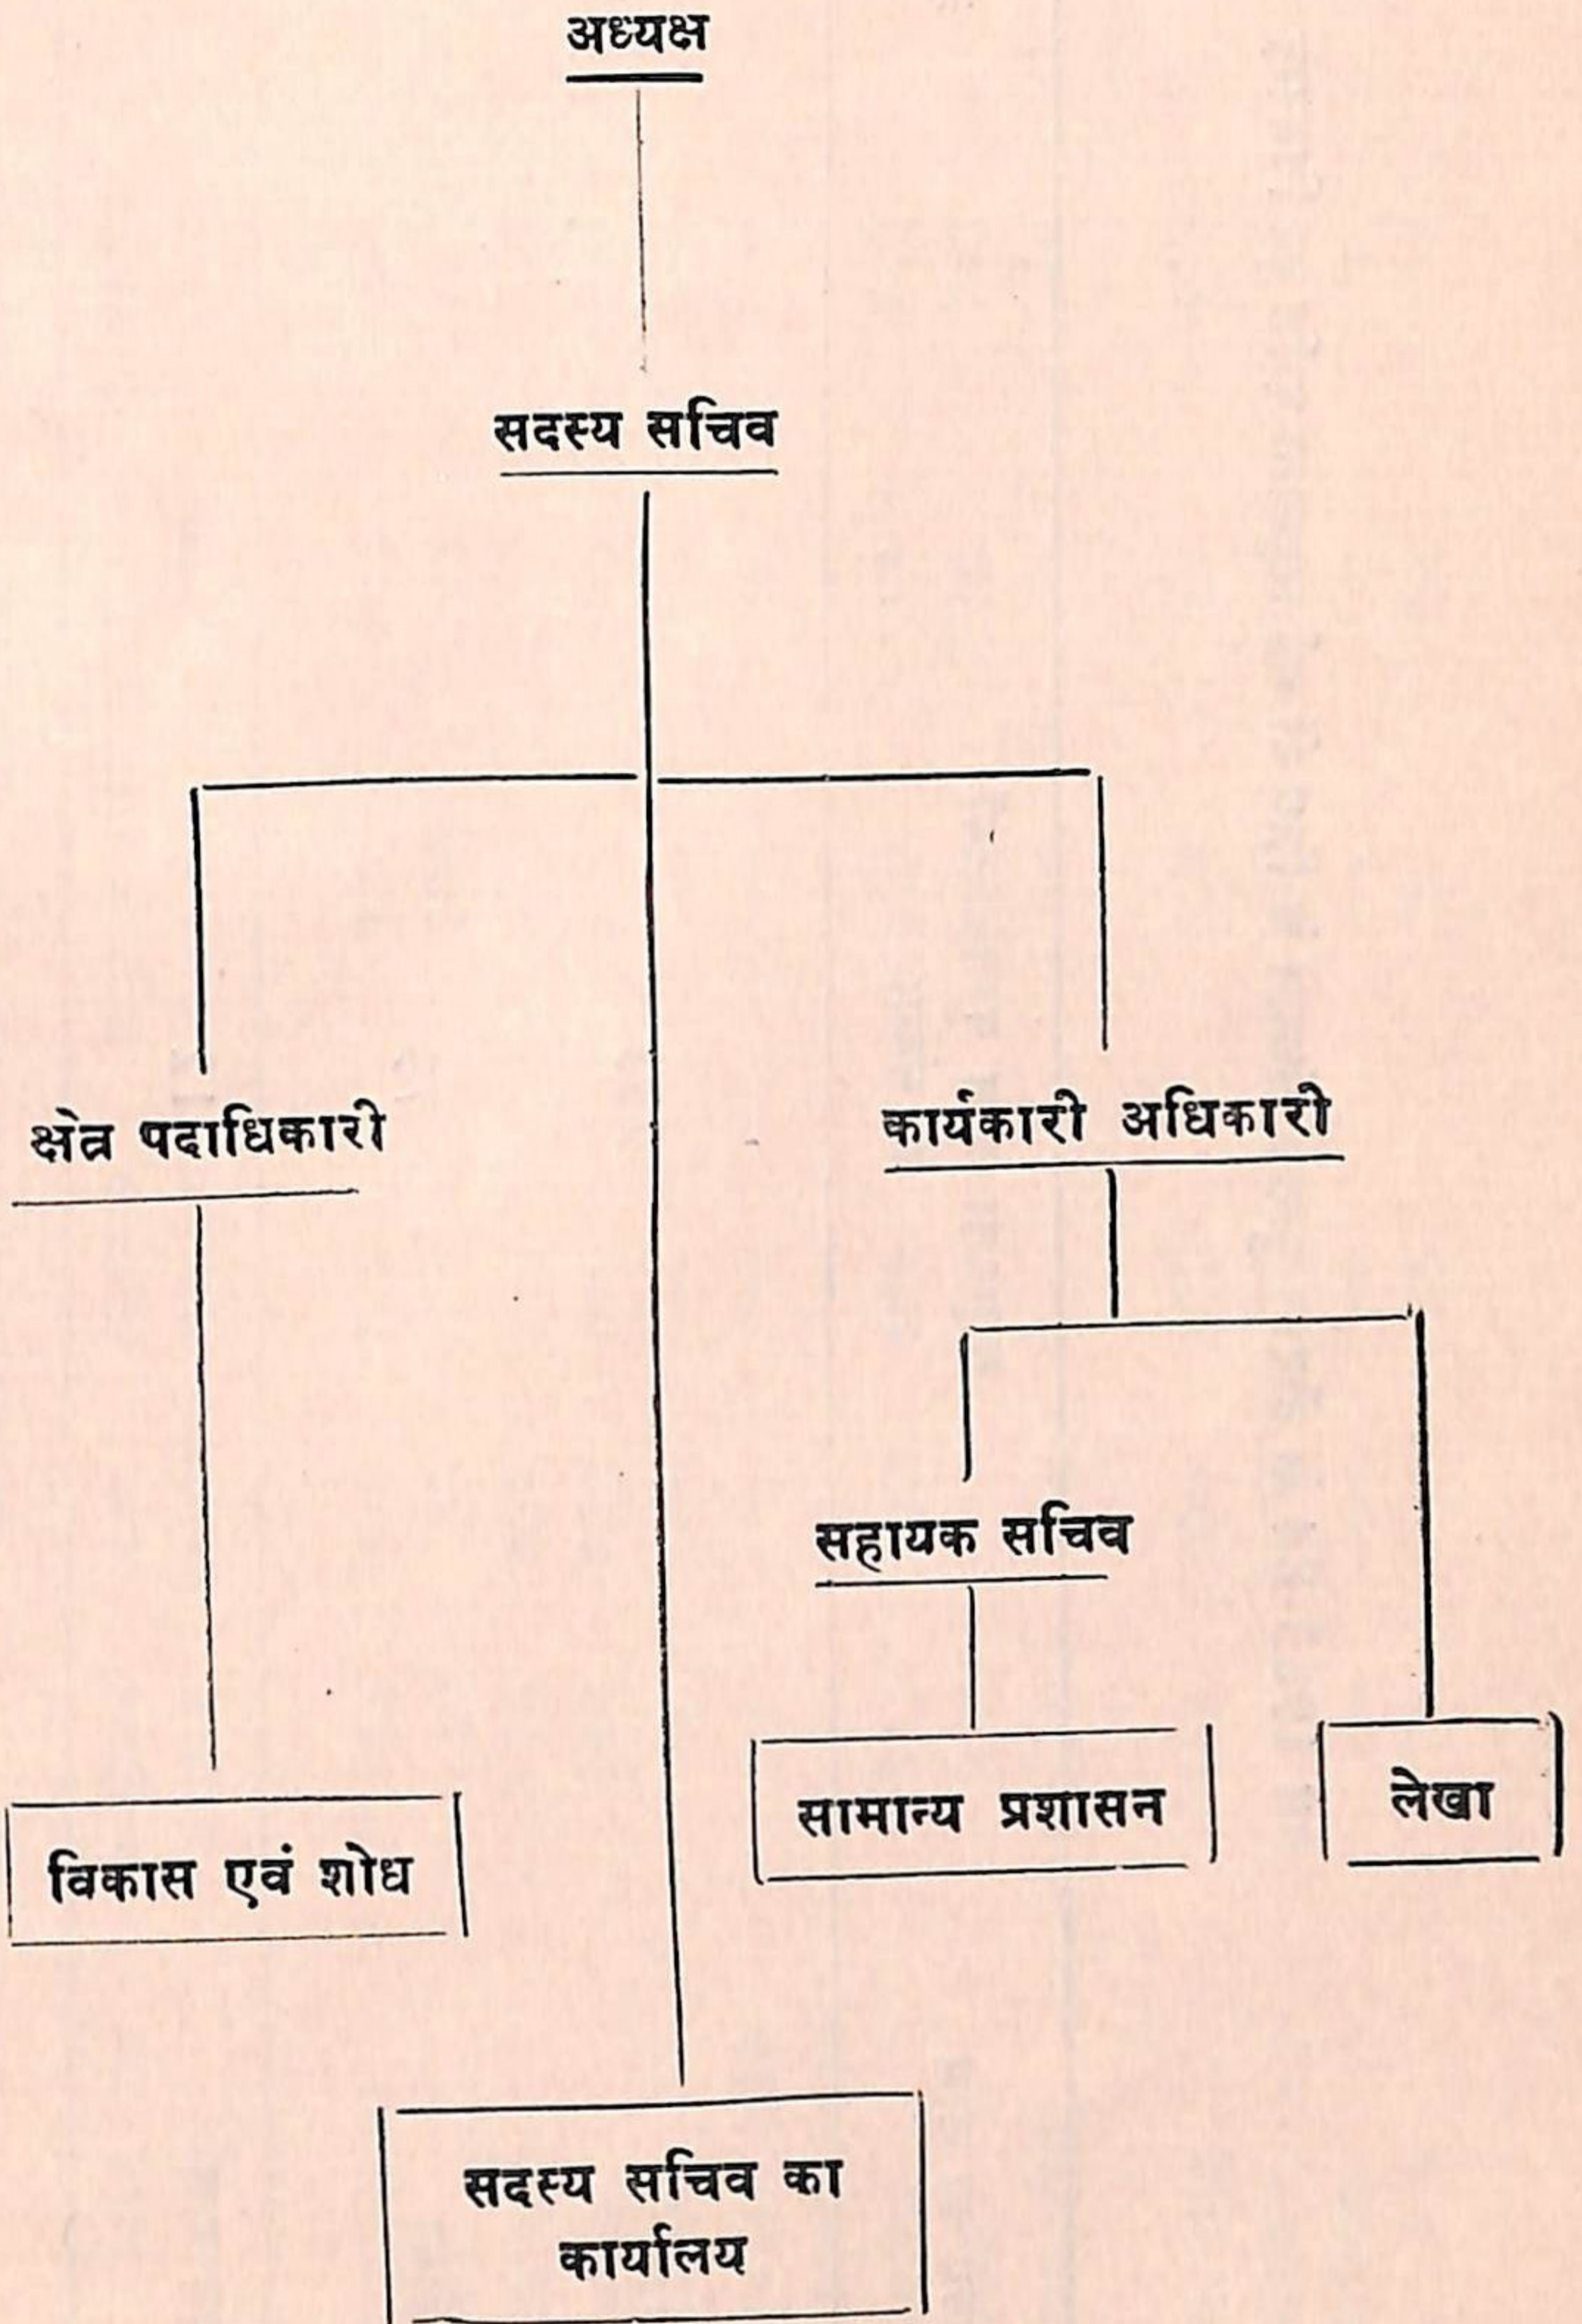 अध्यक्ष
सदस्य सचिव
क्षेत्र पदाधिकारी
कार्यकारी अधिकारी
सहायक सचिव
सामान्य प्रशासन
लेखा
विकास एवं शोध
सदस्य सचिव का
कार्यालय